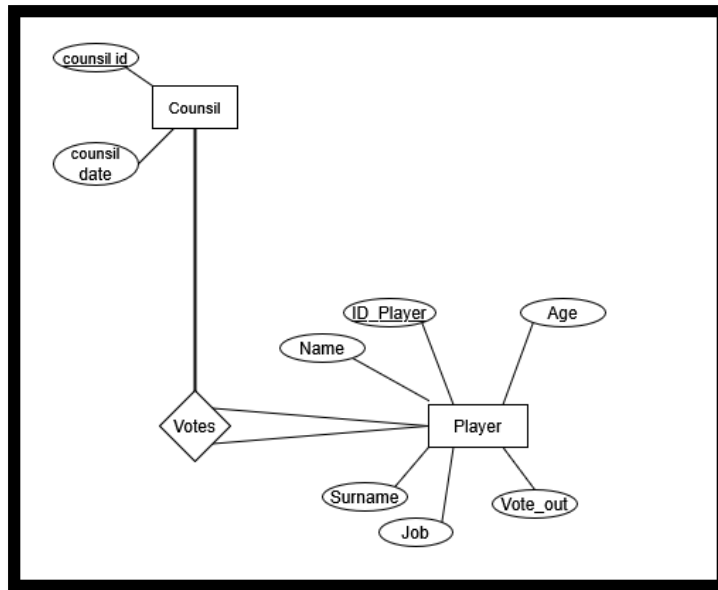 counsil id
Counsil
counsil
date
ID_Player
Age
Name
Votes
Player
Surname
Vote_out
Job